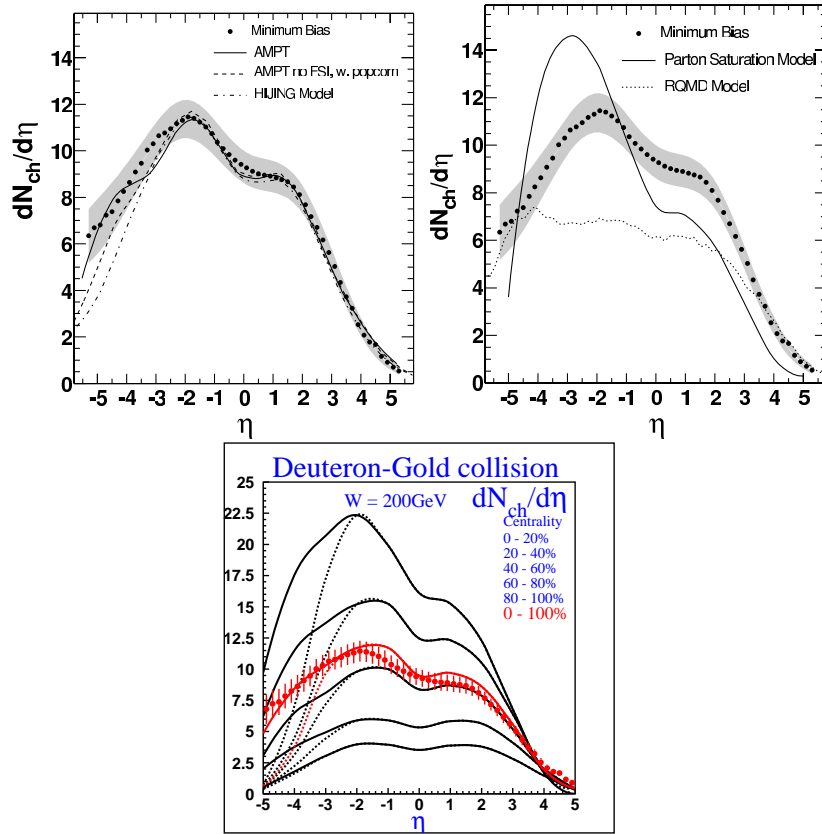 Minimum Bias
AMPT
AMPT no FSI, w. popcorn
HIJING Model
dN_ch/dη
14
12
10
8
6
4
2
0
-5 -4 -3 -2 -1 0 1 2 3 4 5
η
Minimum Bias
Parton Saturation Model
RQMD Model
dN_ch/dη
14
12
10
8
6
4
2
0
-5 -4 -3 -2 -1 0 1 2 3 4 5
η
Deuteron-Gold collision
W = 200GeV
dN_ch/dη
Centrality
0 - 20%
20 - 40%
40 - 60%
60 - 80%
80 - 100%
0 - 100%
25
22.5
20
17.5
15
12.5
10
7.5
5
2.5
0
-5 -4 -3 -2 -1 0 1 2 3 4 5
η